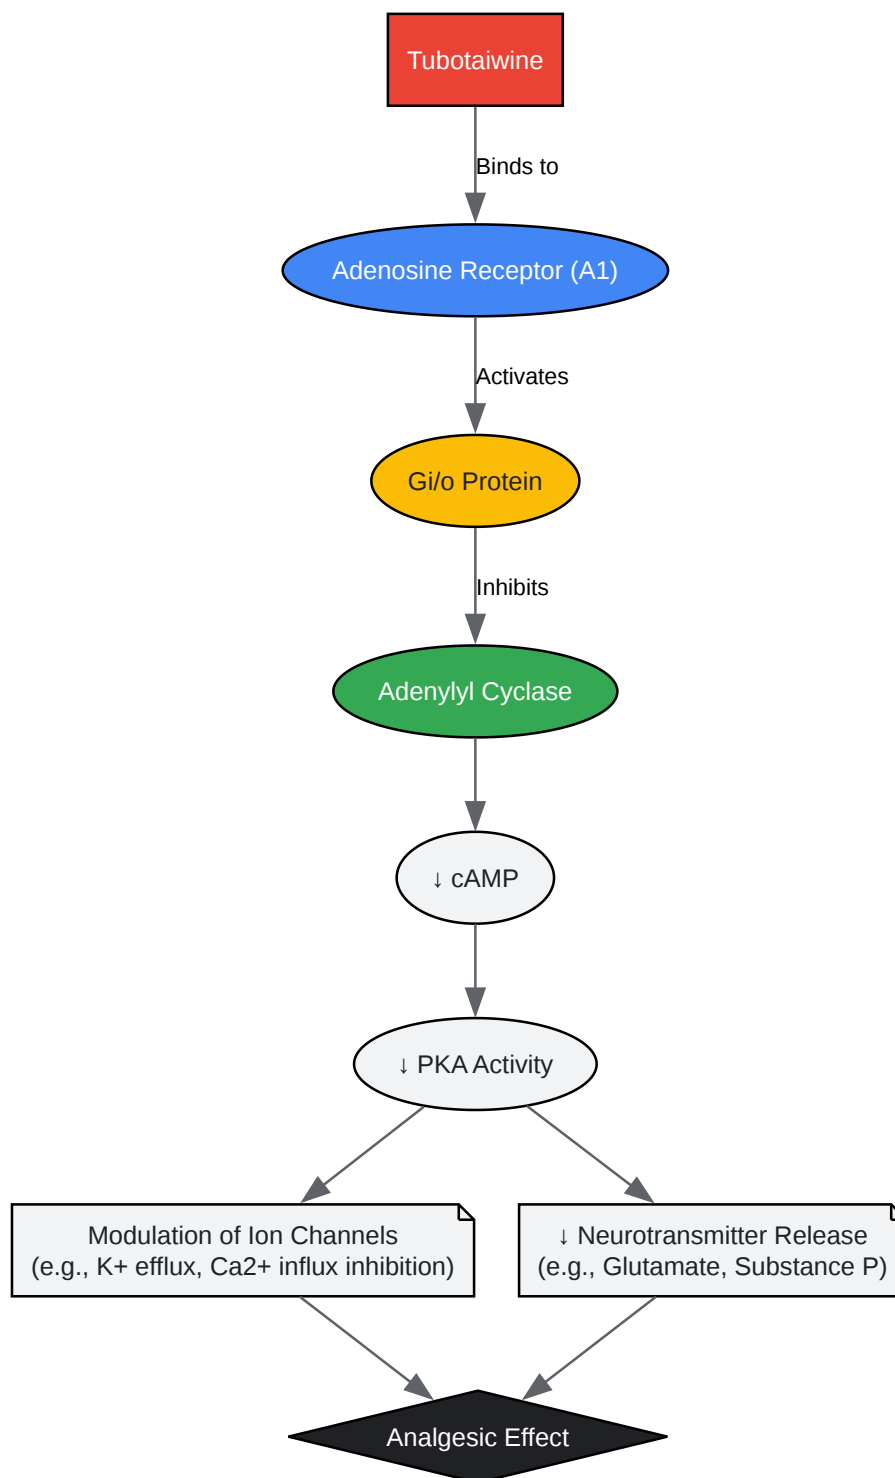 Tubotaiwine
Binds to
Adenosine Receptor (A1)
Activates
Gi/o Protein
Inhibits
Adenylyl Cyclase
↓ cAMP
↓ PKA Activity
Modulation of Ion Channels
(e.g., K+ efflux, Ca2+ influx inhibition)
↓ Neurotransmitter Release
(e.g., Glutamate, Substance P)
Analgesic Effect